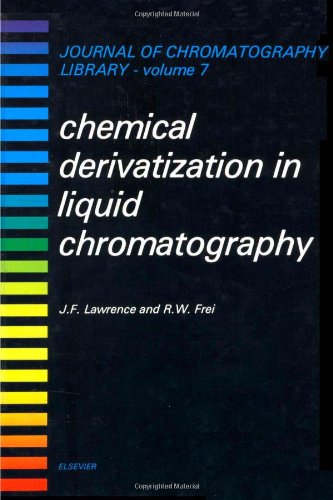 JOURNAL OF CHROMATOGRAPHY
LIBRARY - volume 7
chemical
derivatization in
liquid
chromatography
J.F. Lawrence and R.W. Frei
ELSEVIER